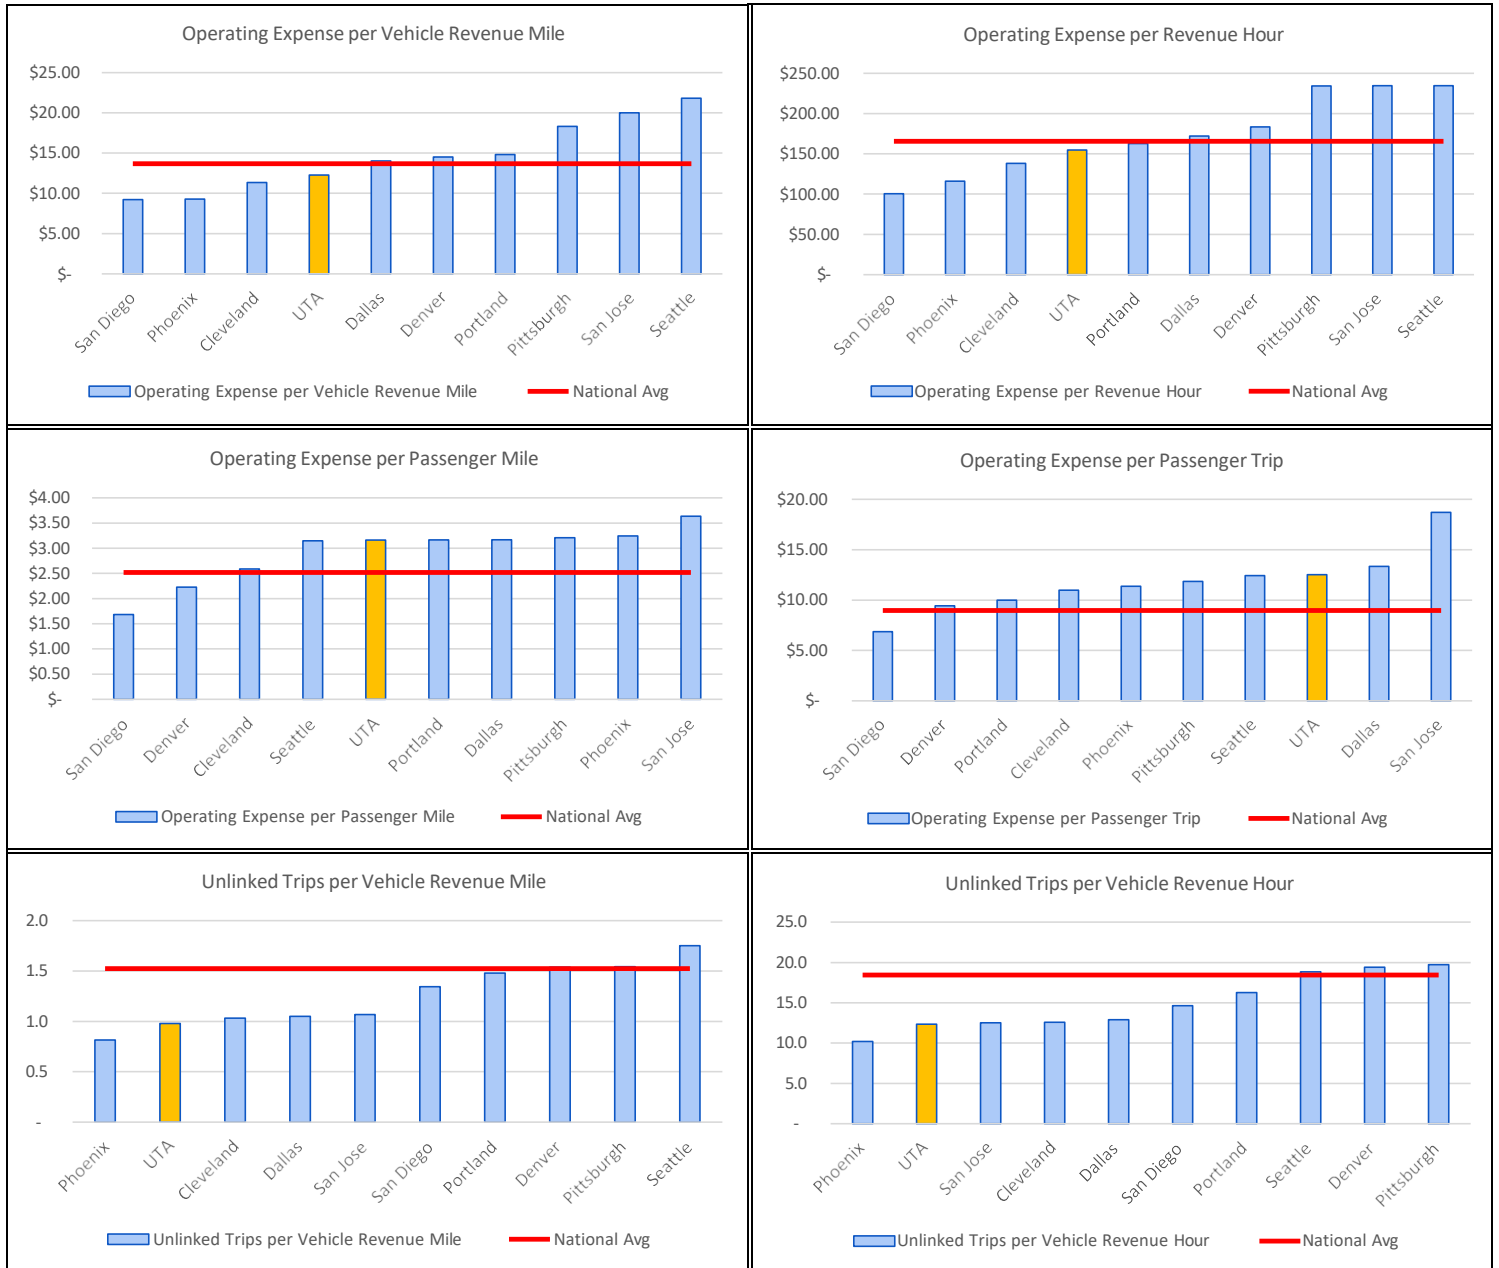 Operating Expense per Vehicle Revenue Mile
$25.00
$20.00
$15.00
$10.00
$5.00
$-
San Diego
Phoenix
Cleveland
UTA
Dallas
Denver
Portland
Pittsburgh
San Jose
Seattle
Operating Expense per Vehicle Revenue Mile
National Avg
Operating Expense per Revenue Hour
$250.00
$200.00
$150.00
$100.00
$50.00
$-
San Diego
Phoenix
Cleveland
UTA
Portland
Dallas
Denver
Pittsburgh
San Jose
Seattle
Operating Expense per Revenue Hour
National Avg
Operating Expense per Passenger Mile
$4.00
$3.50
$3.00
$2.50
$2.00
$1.50
$1.00
$0.50
$-
San Diego
Denver
Cleveland
Seattle
UTA
Portland
Dallas
Pittsburgh
Phoenix
San Jose
Operating Expense per Passenger Mile
National Avg
Operating Expense per Passenger Trip
$20.00
$15.00
$10.00
$5.00
$-
San Diego
Denver
Portland
Cleveland
Phoenix
Pittsburgh
Seattle
UTA
Dallas
San Jose
Operating Expense per Passenger Trip
National Avg
Unlinked Trips per Vehicle Revenue Mile
2.0
1.5
1.0
0.5
-
Phoenix
UTA
Cleveland
Dallas
San Jose
San Diego
Portland
Denver
Pittsburgh
Seattle
Unlinked Trips per Vehicle Revenue Mile
National Avg
Unlinked Trips per Vehicle Revenue Hour
25.0
20.0
15.0
10.0
5.0
-
Phoenix
UTA
San Jose
Cleveland
Dallas
San Diego
Portland
Seattle
Denver
Pittsburgh
Unlinked Trips per Vehicle Revenue Hour
National Avg